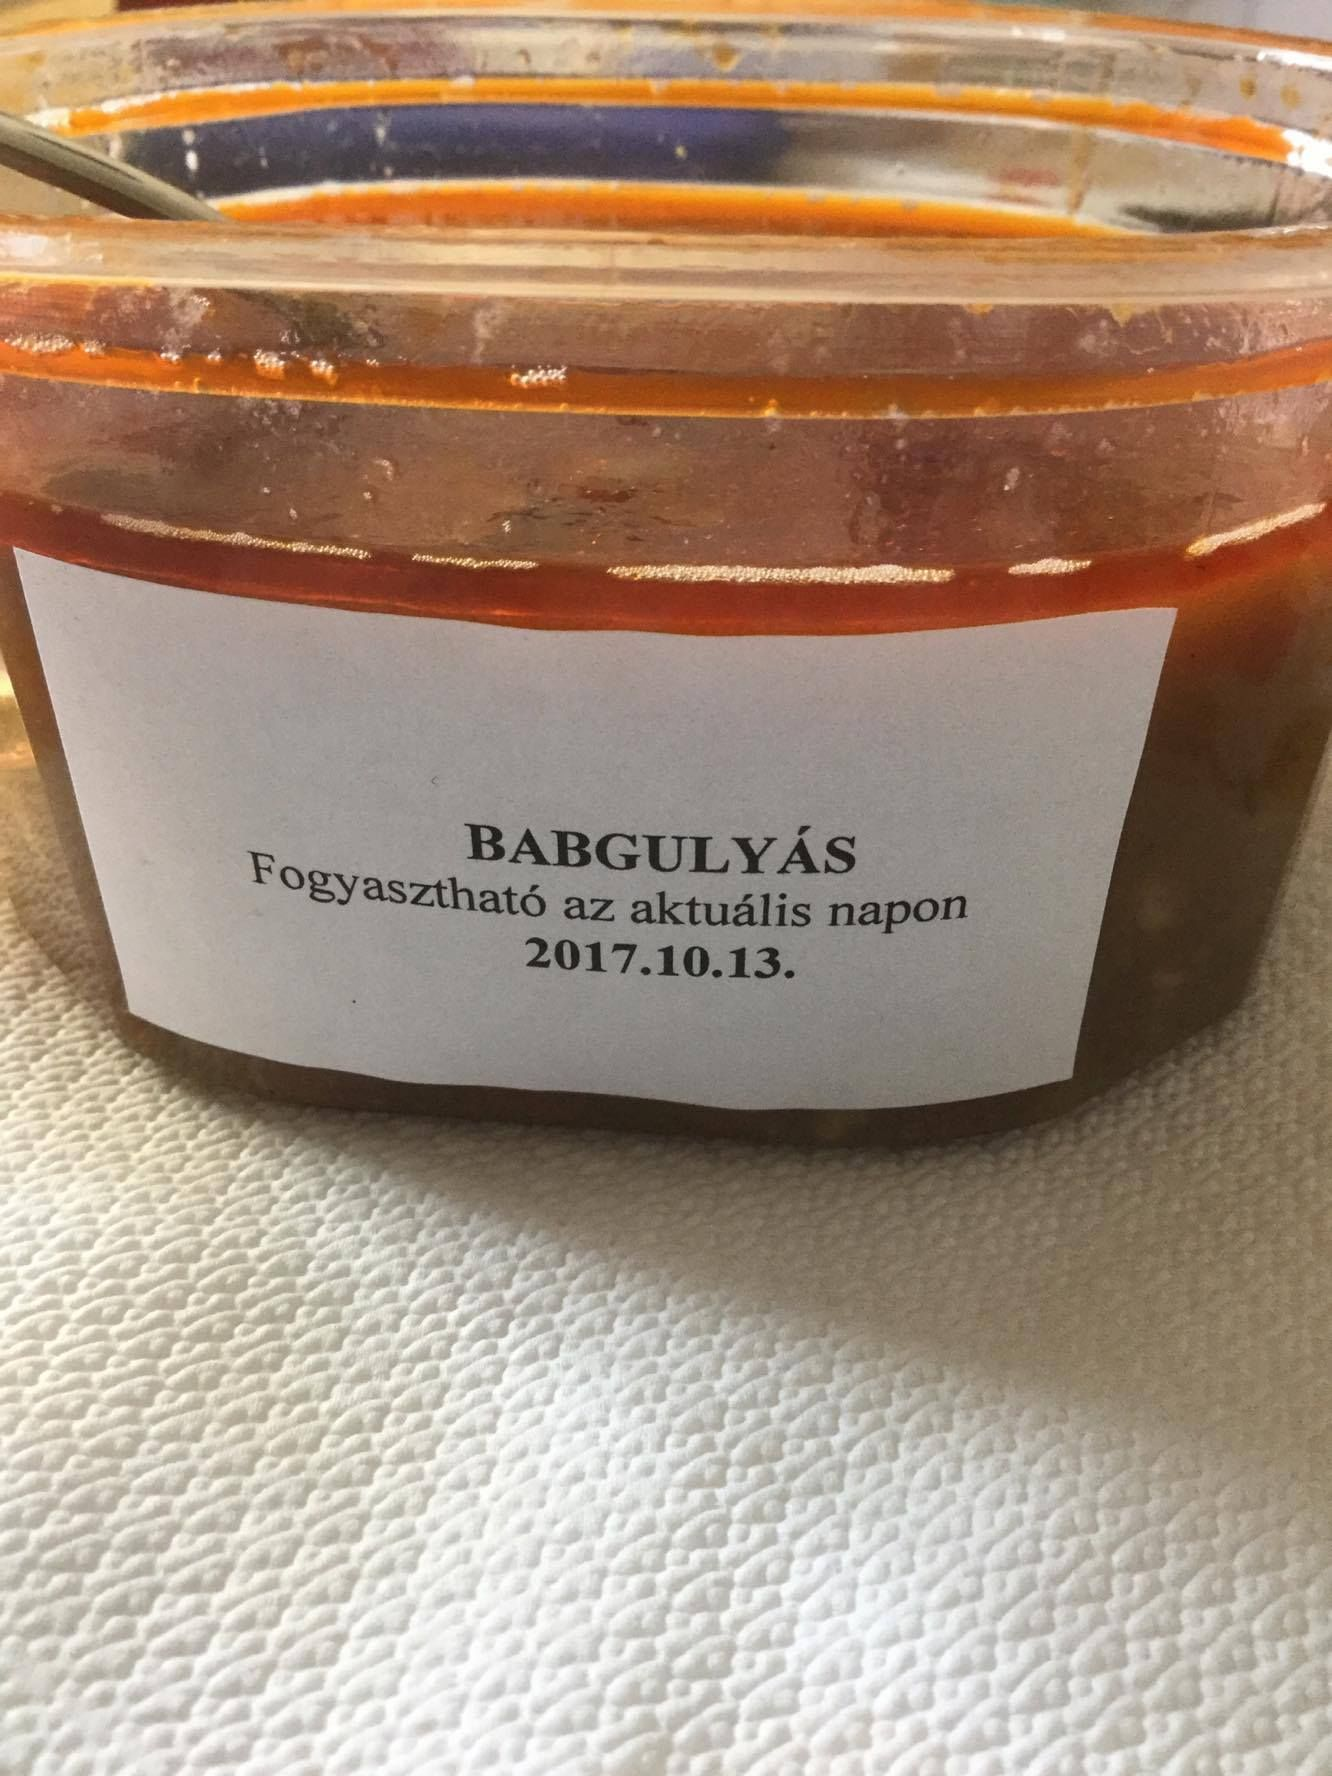 BABGULYÁS
Fogyasztható az aktuális napon
2017.10.13.